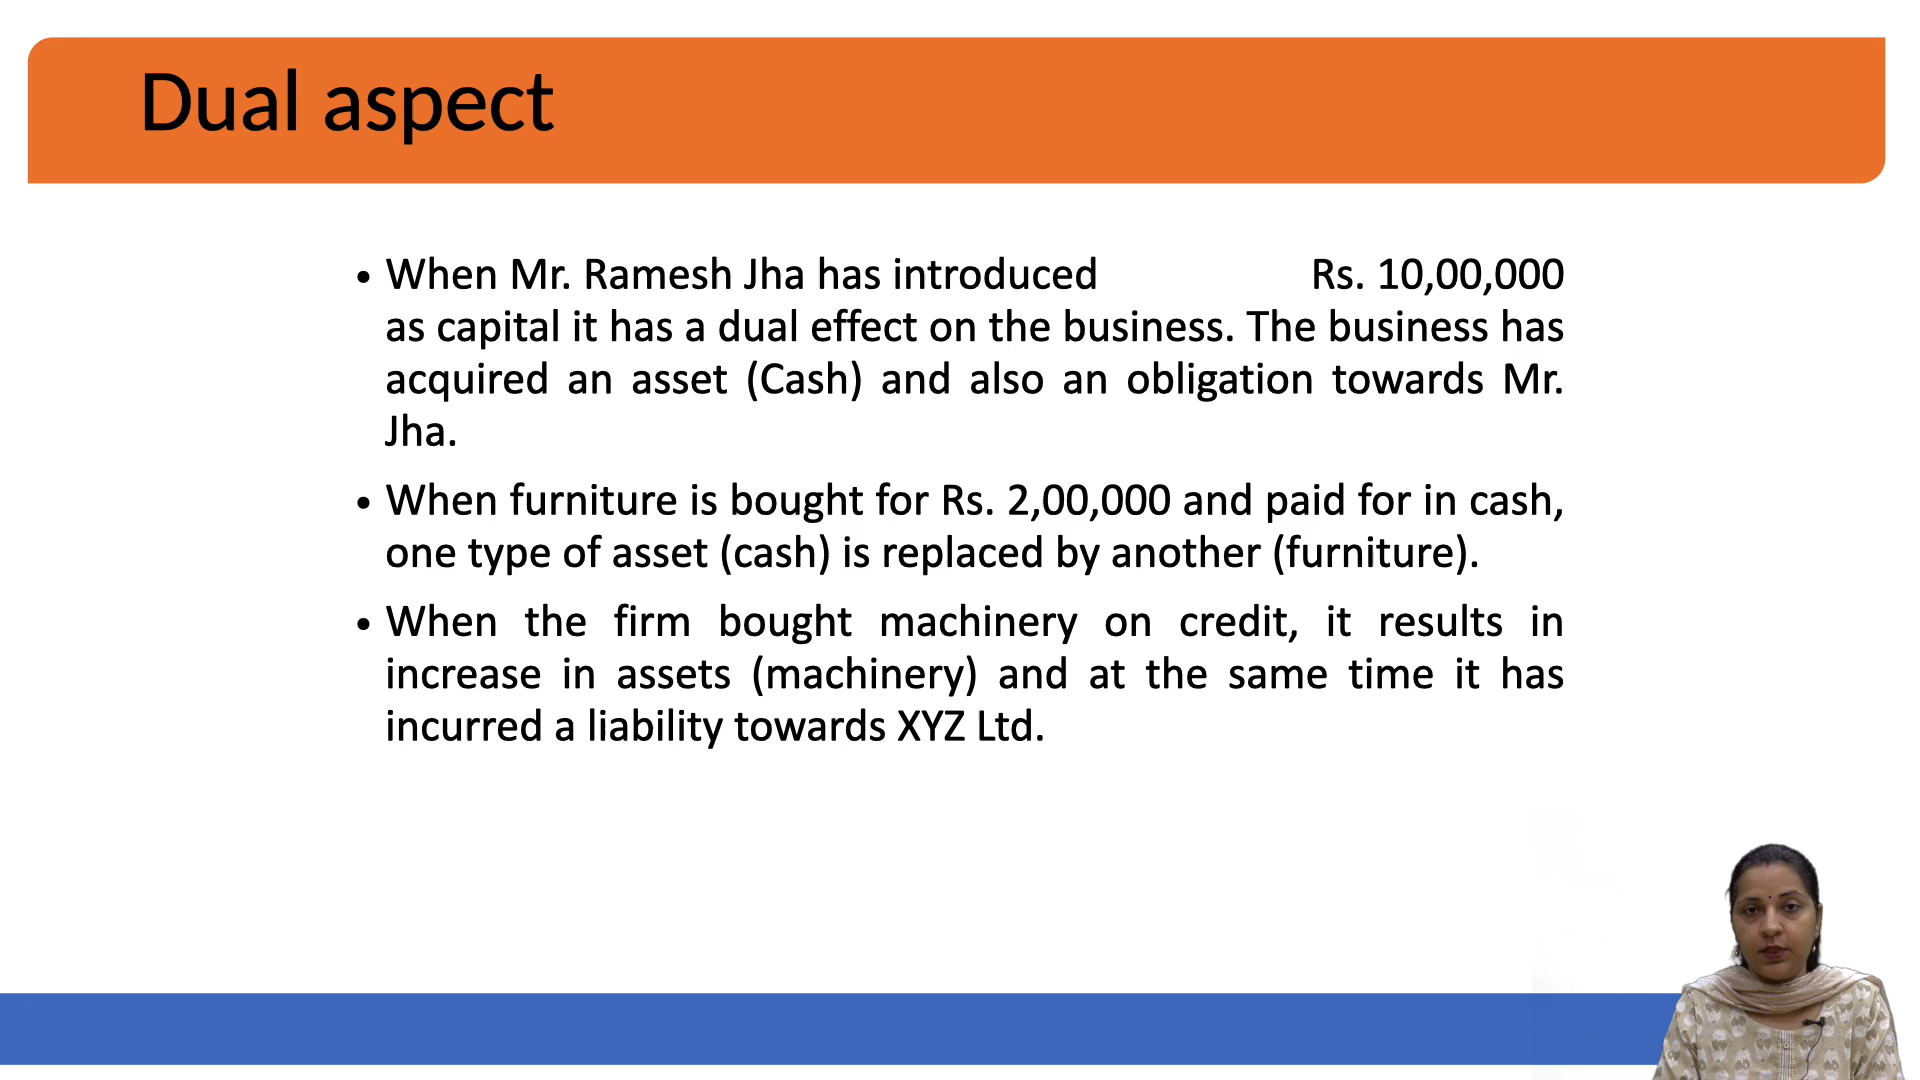 Dual aspect
• When Mr. Ramesh Jha has introduced Rs. 10,00,000
as capital it has a dual effect on the business. The business has
acquired an asset (Cash) and also an obligation towards Mr.
Jha.
• When furniture is bought for Rs. 2,00,000 and paid for in cash,
one type of asset (cash) is replaced by another (furniture).
• When the firm bought machinery on credit, it results in
increase in assets (machinery) and at the same time it has
incurred a liability towards XYZ Ltd.